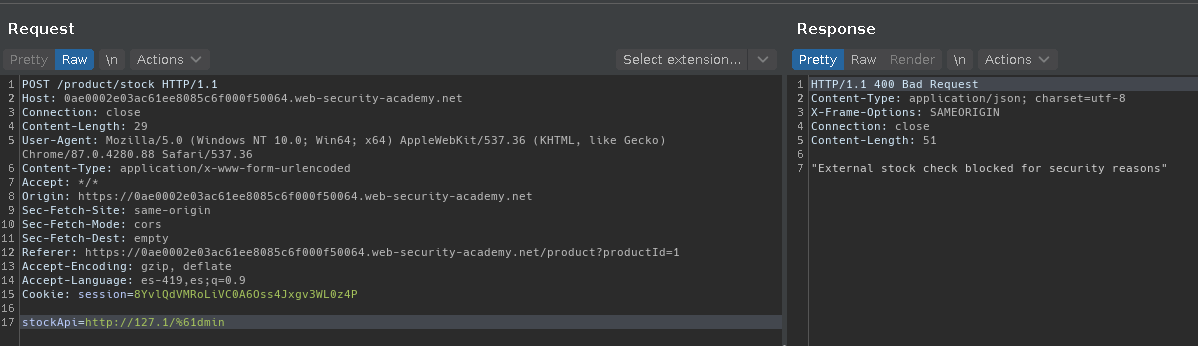 Request
Pretty Raw \n Actions Select extension...
1 POST /product/stock HTTP/1.1
2 Host: 0ae0002e03ac61ee8085c6f000f50064.web-security-academy.net
3 Connection: close
4 Content-Length: 29
5 User-Agent: Mozilla/5.0 (Windows NT 10.0; Win64; x64) AppleWebKit/537.36 (KHTML, like Gecko)
Chrome/87.0.4280.88 Safari/537.36
6 Content-Type: application/x-www-form-urlencoded
7 Accept: */*
8 Origin: https://0ae0002e03ac61ee8085c6f000f50064.web-security-academy.net
9 Sec-Fetch-Site: same-origin
10 Sec-Fetch-Mode: cors
11 Sec-Fetch-Dest: empty
12 Referer: https://0ae0002e03ac61ee8085c6f000f50064.web-security-academy.net/product?productId=1
13 Accept-Encoding: gzip, deflate
14 Accept-Language: es-419,es;q=0.9
15 Cookie: session=8YvlQdVMRoLiVC0A6Oss4Jxgv3WL0z4P
16
17 stockApi=http://127.1/%61dmin
Response
Pretty Raw Render \n Actions
1 HTTP/1.1 400 Bad Request
2 Content-Type: application/json; charset=utf-8
3 X-Frame-Options: SAMEORIGIN
4 Connection: close
5 Content-Length: 51
6
7 "External stock check blocked for security reasons"